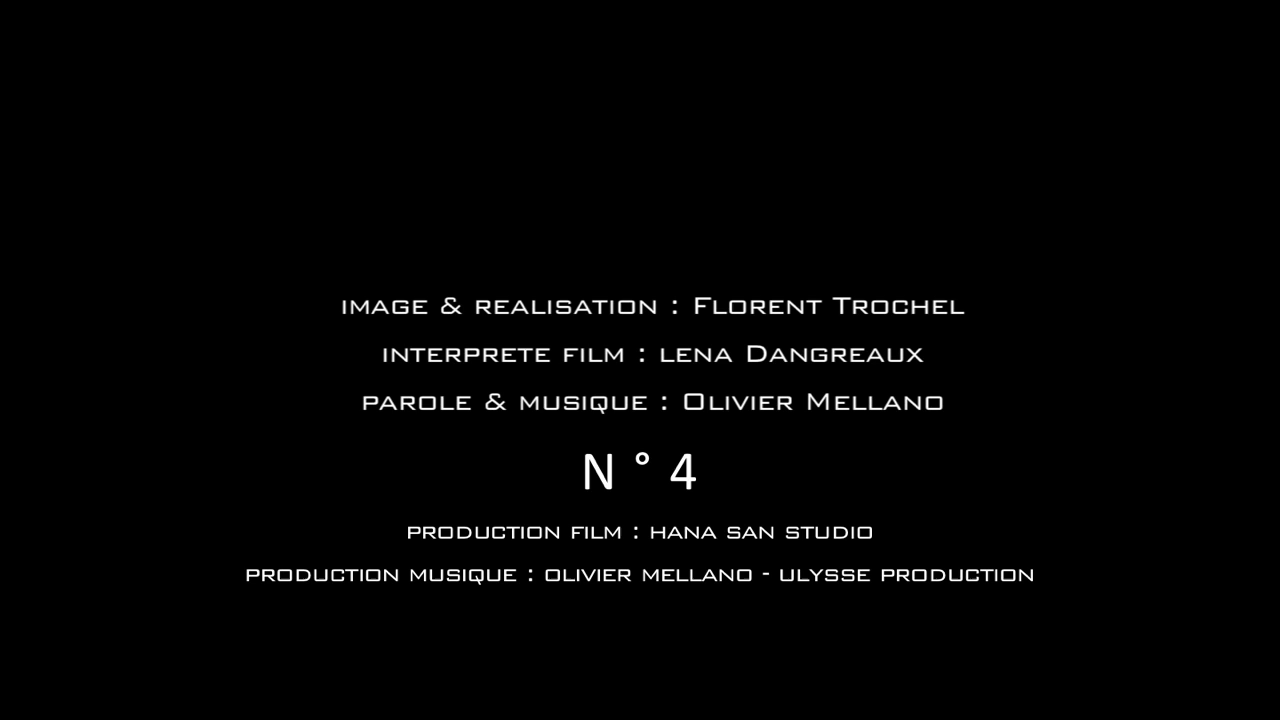 IMAGE & REALISATION : FLORENT TROCHEL
INTERPRETE FILM : LENA DANGREAUX
PAROLE & MUSIQUE : OLIVIER MELLANO
N°4
PRODUCTION FILM : HANA SAN STUDIO
PRODUCTION MUSIQUE : OLIVIER MELLANO - ULYSSE PRODUCTION